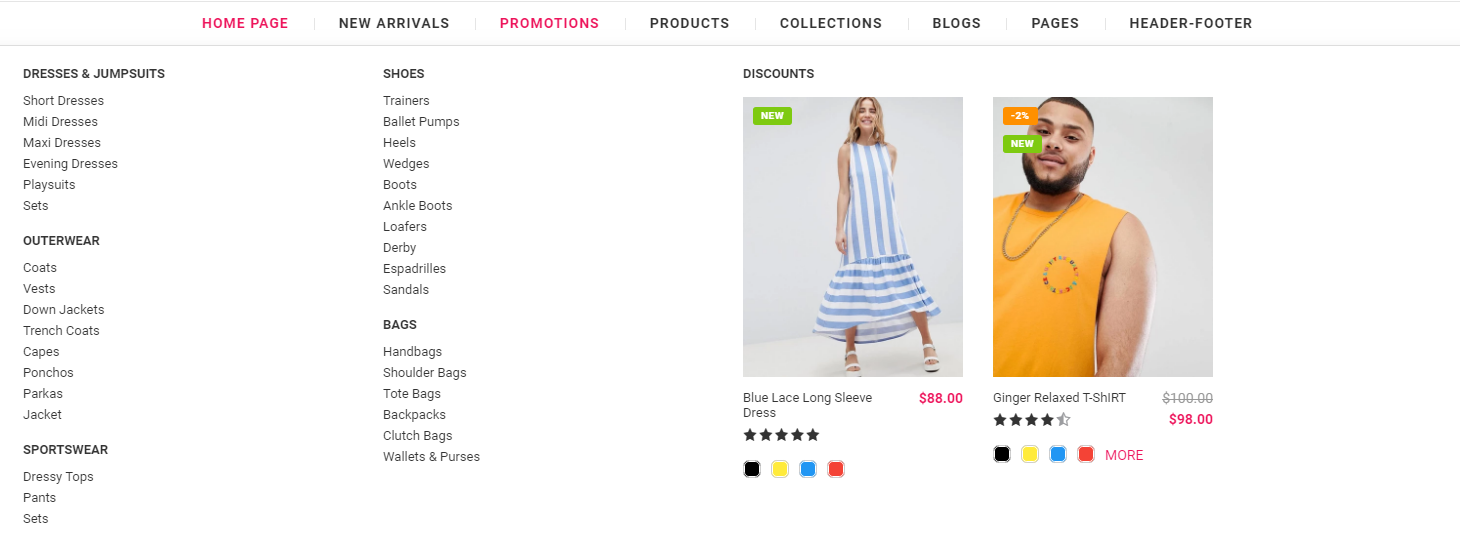 HOME PAGE
NEW ARRIVALS
PROMOTIONS
PRODUCTS
COLLECTIONS
BLOGS
PAGES
HEADER-FOOTER
DRESSES & JUMPSUITS
Short Dresses
Midi Dresses
Maxi Dresses
Evening Dresses
Playsuits
Sets
OUTERWEAR
Coats
Vests
Down Jackets
Trench Coats
Capes
Ponchos
Parkas
Jacket
SPORTSWEAR
Dressy Tops
Pants
Sets
SHOES
Trainers
Ballet Pumps
Heels
Wedges
Boots
Ankle Boots
Loafers
Derby
Espadrilles
Sandals
BAGS
Handbags
Shoulder Bags
Tote Bags
Backpacks
Clutch Bags
Wallets & Purses
DISCOUNTS
NEW
Blue Lace Long Sleeve
Dress
$88.00
-2%
NEW
Ginger Relaxed T-ShIRT
$100.00
$98.00
MORE